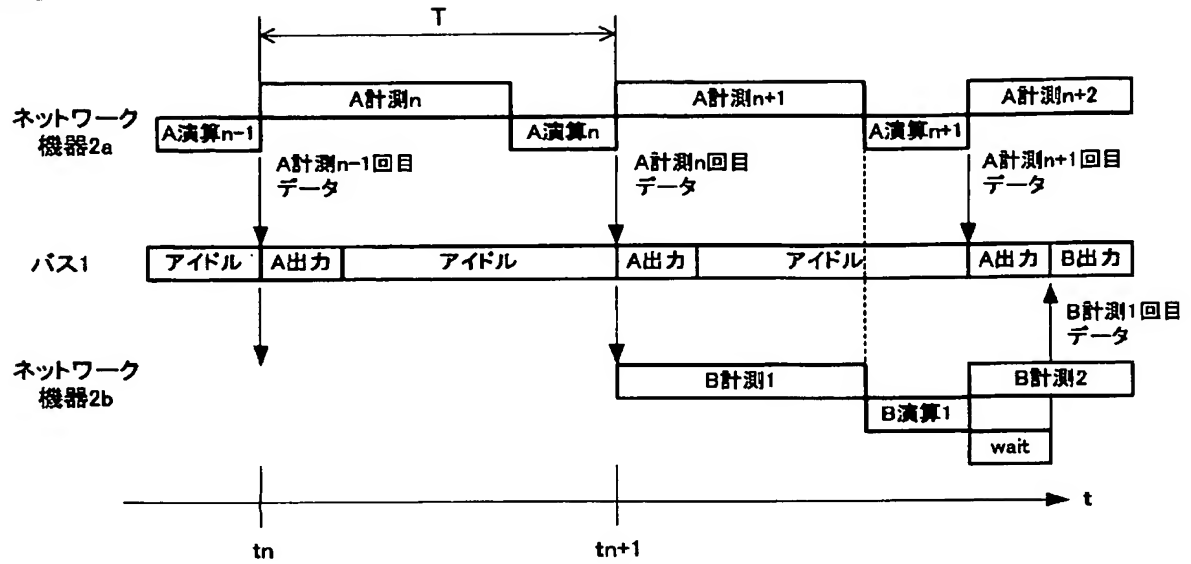 T
A計測n
A計測n+1
A計測n+2
ネットワーク
機器2a
A演算n-1
A演算n
A演算n+1
A計測n-1回目
データ
A計測n回目
データ
A計測n+1回目
データ
バス1
アイドル
A出力
アイドル
A出力
アイドル
A出力
B出力
B計測1回目
データ
ネットワーク
機器2b
B計測1
B計測2
B演算1
wait
t
tn
tn+1